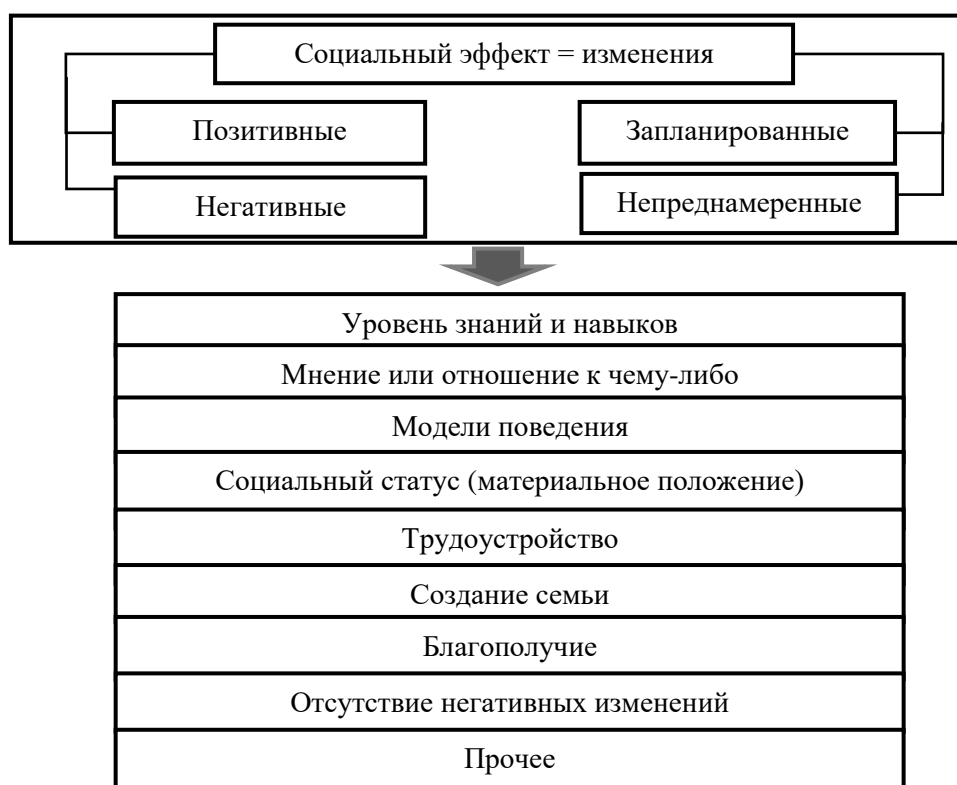 Социальный эффект = изменения
Позитивные
Запланированные
Негативные
Непреднамеренные
Уровень знаний и навыков
Мнение или отношение к чему-либо
Модели поведения
Социальный статус (материальное положение)
Трудоустройство
Создание семьи
Благополучие
Отсутствие негативных изменений
Прочее